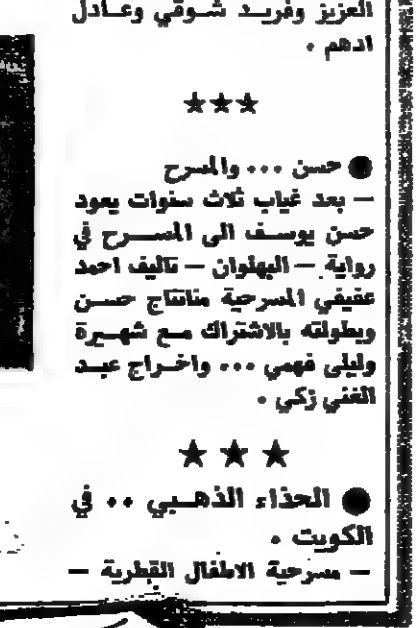 العزيز وفريد شوقي وعادل
ادهم .
★★★
● حسن ... والمسرح
— بعد غياب ثلاث سنوات يعود
حسن يوسف الى المسرح في
رواية — البهلوان — تاليف احمد
عفيفي المسرحية منانتاج حسن
وبطولته بالاشتراك مع شهيرة
وليلى فهمي ... واخراج عبد
الغني زكي .
★ ★ ★
● الحذاء الذهبي .. في
الكويت .
— مسرحية الاطفال القطرية —